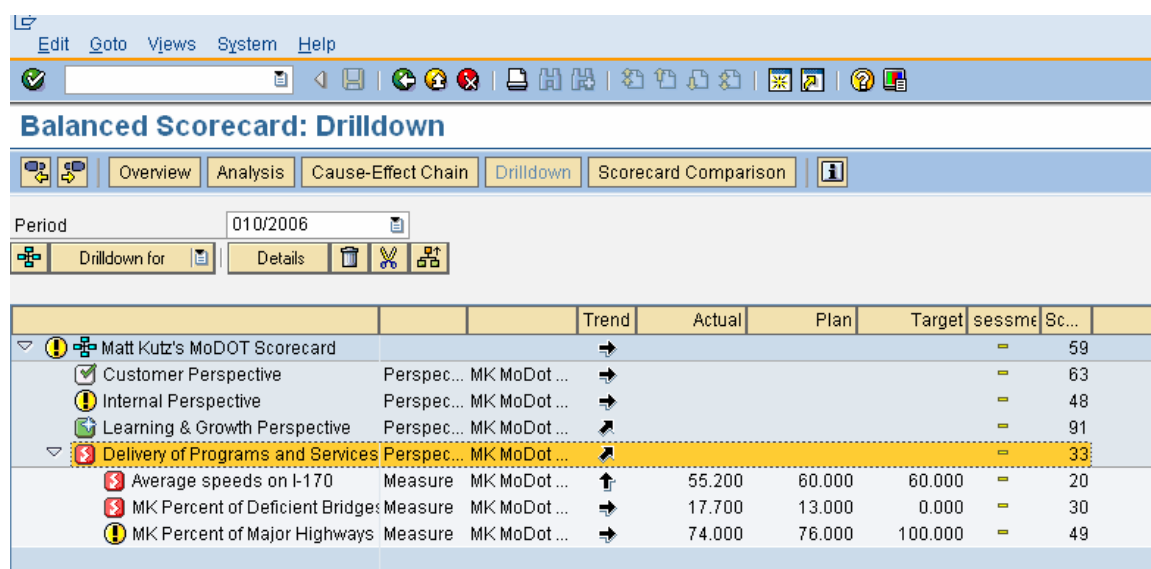 Edit Goto Views System Help
Balanced Scorecard: Drilldown
Overview Analysis Cause-Effect Chain Drilldown Scorecard Comparison
Period 010/2006
Drilldown for Details
Trend Actual Plan Target sessme Sc...
Matt Kutz's MoDOT Scorecard 59
Customer Perspective Perspec... MK MoDot ... 63
Internal Perspective Perspec... MK MoDot ... 48
Learning & Growth Perspective Perspec... MK MoDot ... 91
Delivery of Programs and Services Perspec... MK MoDot ... 33
Average speeds on I-170 Measure MK MoDot ... 55.200 60.000 60.000 20
MK Percent of Deficient Bridges Measure MK MoDot ... 17.700 13.000 0.000 30
MK Percent of Major Highways Measure MK MoDot ... 74.000 76.000 100.000 49